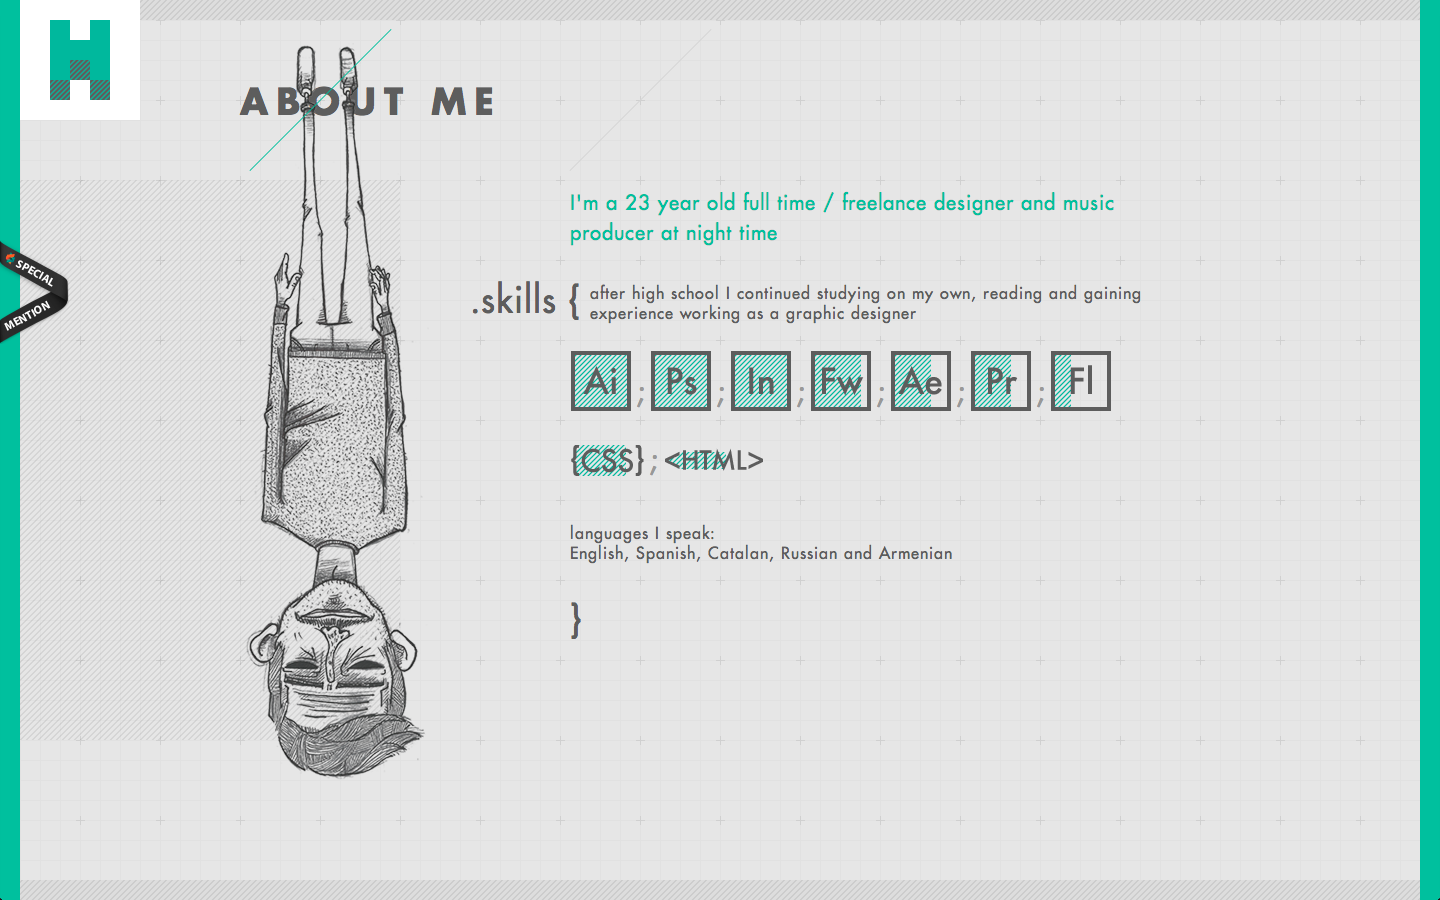 H
ABOUT ME
I'm a 23 year old full time / freelance designer and music
producer at night time
SPECIAL
MENTION
.skills {
after high school I continued studying on my own, reading and gaining
experience working as a graphic designer
Ai ; Ps ; In ; Fw ; Ae ; Pr ; Fl
{CSS} ; <HTML>
languages I speak:
English, Spanish, Catalan, Russian and Armenian
}